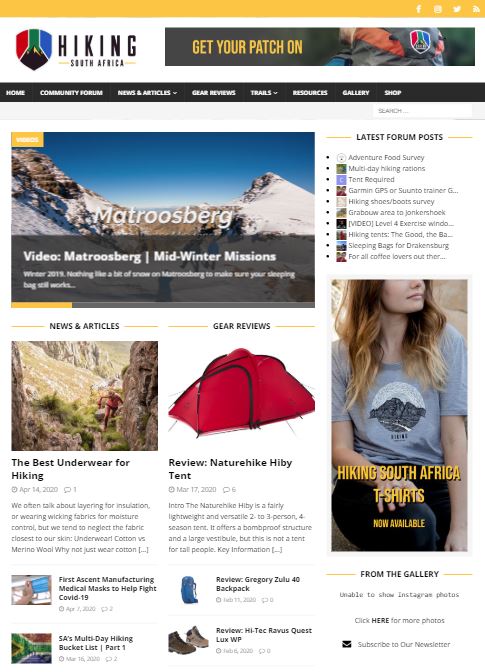 HIKING
SOUTH AFRICA
GET YOUR PATCH ON
HOME
COMMUNITY FORUM
NEWS & ARTICLES
GEAR REVIEWS
TRAILS
RESOURCES
GALLERY
SHOP
SEARCH ...
VIDEOS
Matroosberg
Video: Matroosberg | Mid-Winter Missions
Winter 2019. Nothing like a bit of snow on Matroosberg to make sure your sleeping
bag still works...
LATEST FORUM POSTS
Adventure Food Survey
Multi-day hiking rations
Tent Required
Garmin GPS or Suunto trainer G...
Hiking shoes/boots survey
Grabouw area to Jonkershoek
[VIDEO] Level 4 Exercise windo...
Hiking tents: The Good, the Ba...
Sleeping Bags for Drakensburg
For all coffee lovers out ther...
NEWS & ARTICLES
The Best Underwear for
Hiking
Apr 14, 2020 1
We often talk about layering for insulation,
or wearing wicking fabrics for moisture
control, but we tend to neglect the fabric
closest to our skin: Underwear! Cotton vs
Merino Wool Why not just wear cotton [...]
First Ascent Manufacturing
Medical Masks to Help Fight
Covid-19
Apr 7, 2020 2
SA's Multi-Day Hiking
Bucket List | Part 1
Mar 16, 2020 2
GEAR REVIEWS
Review: Naturehike Hiby
Tent
Mar 17, 2020 6
Intro The Naturehike Hiby is a fairly
lightweight and versatile 2- to 3-person, 4-
season tent. It offers a bombproof structure
and a large vestibule, but this is not a tent
for tall people. Key Information [...]
Review: Gregory Zulu 40
Backpack
Feb 11, 2020 0
Review: Hi-Tec Ravus Quest
Lux WP
Feb 6, 2020 0
HIKING
HIKING SOUTH AFRICA
T-SHIRTS
NOW AVAILABLE
FROM THE GALLERY
Unable to show Instagram photos
Click HERE for more photos
Subscribe to Our Newsletter